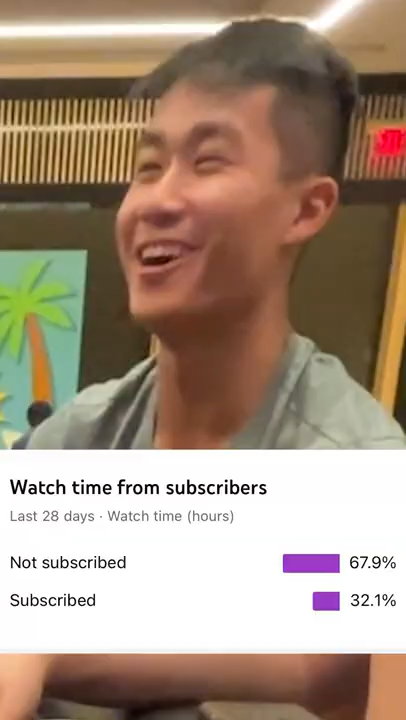 Watch time from subscribers
Last 28 days · Watch time (hours)
Not subscribed 67.9%
Subscribed 32.1%